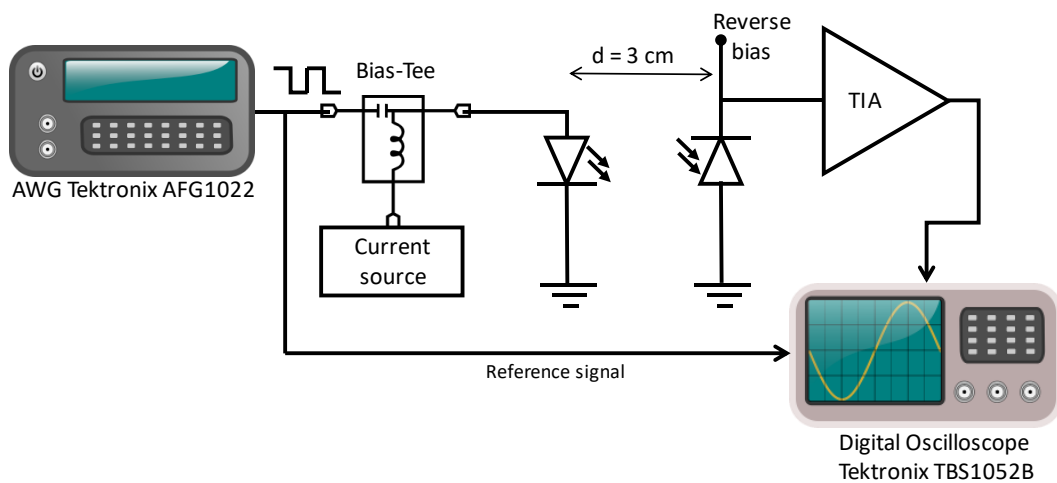 Reverse
bias
d = 3 cm
Bias-Tee
TIA
AWG Tektronix AFG1022
Current
source
Reference signal
Digital Oscilloscope
Tektronix TBS1052B